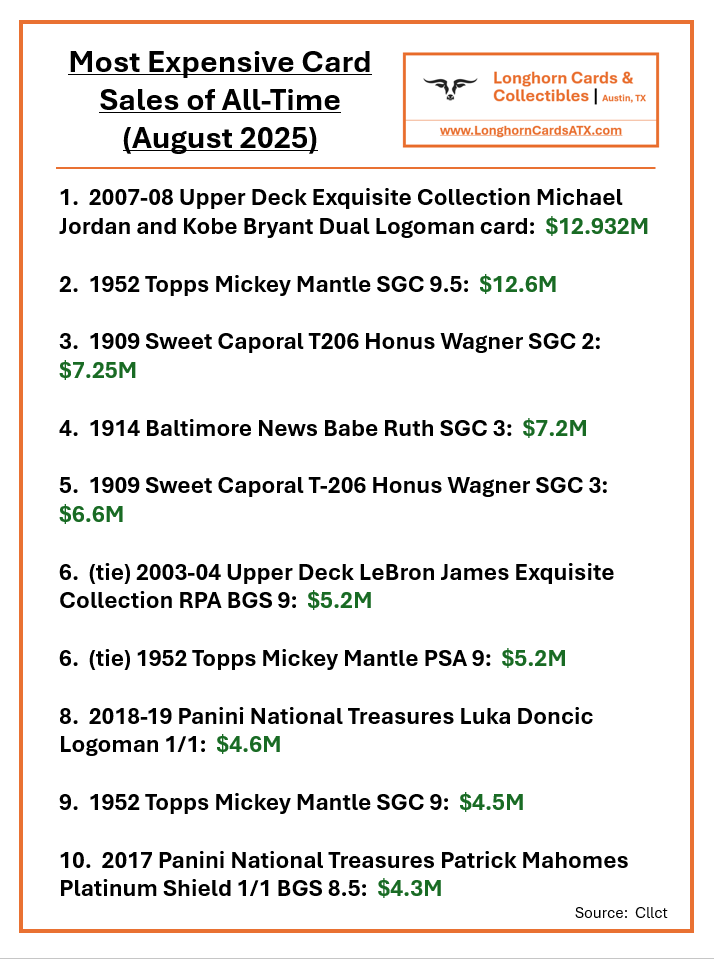 Most Expensive Card
Sales of All-Time
(August 2025)
Longhorn Cards &
Collectibles | Austin, TX
www.LonghornCardsATX.com
1. 2007-08 Upper Deck Exquisite Collection Michael
Jordan and Kobe Bryant Dual Logoman card: $12.932M
2. 1952 Topps Mickey Mantle SGC 9.5: $12.6M
3. 1909 Sweet Caporal T206 Honus Wagner SGC 2:
$7.25M
4. 1914 Baltimore News Babe Ruth SGC 3: $7.2M
5. 1909 Sweet Caporal T-206 Honus Wagner SGC 3:
$6.6M
6. (tie) 2003-04 Upper Deck LeBron James Exquisite
Collection RPA BGS 9: $5.2M
6. (tie) 1952 Topps Mickey Mantle PSA 9: $5.2M
8. 2018-19 Panini National Treasures Luka Doncic
Logoman 1/1: $4.6M
9. 1952 Topps Mickey Mantle SGC 9: $4.5M
10. 2017 Panini National Treasures Patrick Mahomes
Platinum Shield 1/1 BGS 8.5: $4.3M
Source: Cllct